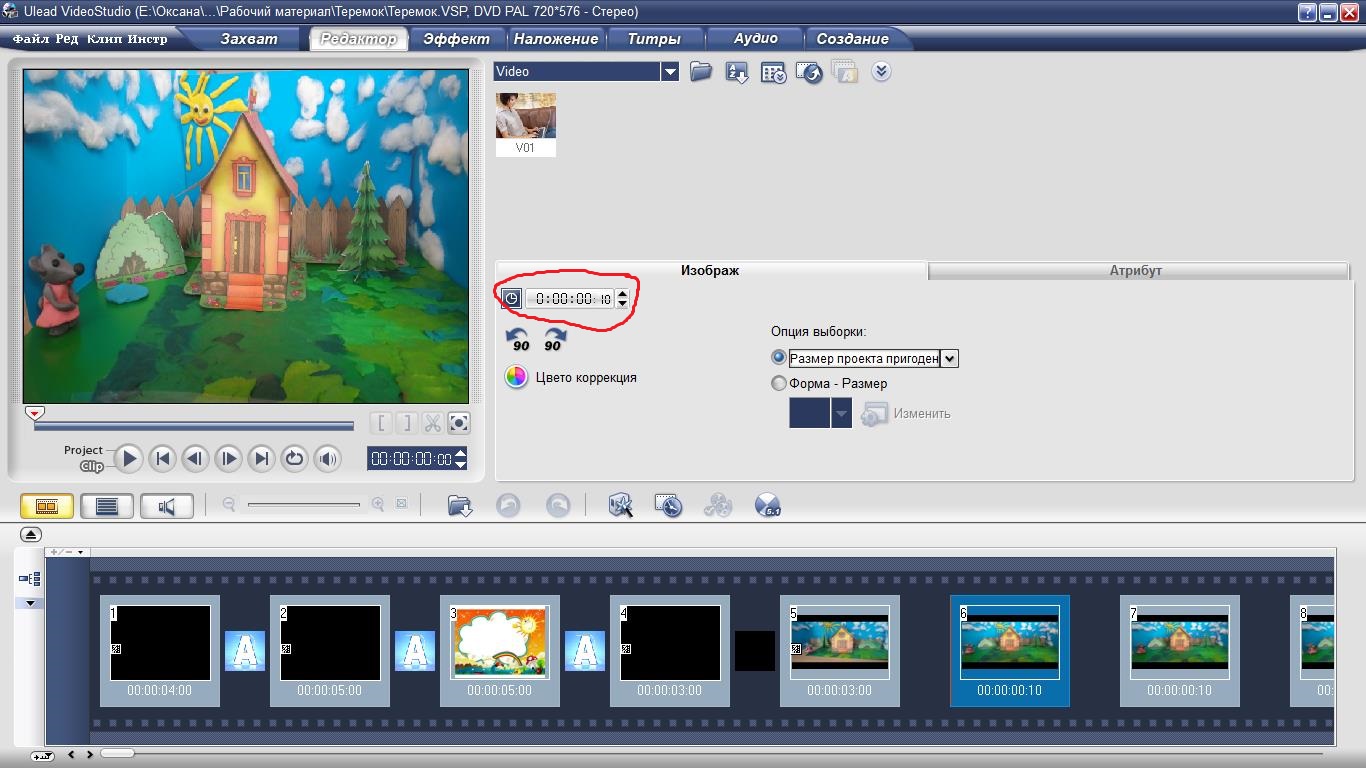 Ulead VideoStudio (E:\Оксана\...\Рабочий материал\Теремок\Теремок.VSP, DVD PAL 720*576 - Стерео)
Файл Ред Клип Инстр
Захват Редактор Эффект Наложение Титры Аудио Создание
Video
V01
Изображ Атрибут
0:00:00:10
90 90
Цвето коррекция
Опция выборки:
Размер проекта пригоден
Форма - Размер
Изменить
Project
Clip
00:00:00:00
5.1
1 2 3 4 5 6 7 8
A A A
00:00:04:00 00:00:05:00 00:00:05:00 00:00:03:00 00:00:03:00 00:00:00:10 00:00:00:10 00: